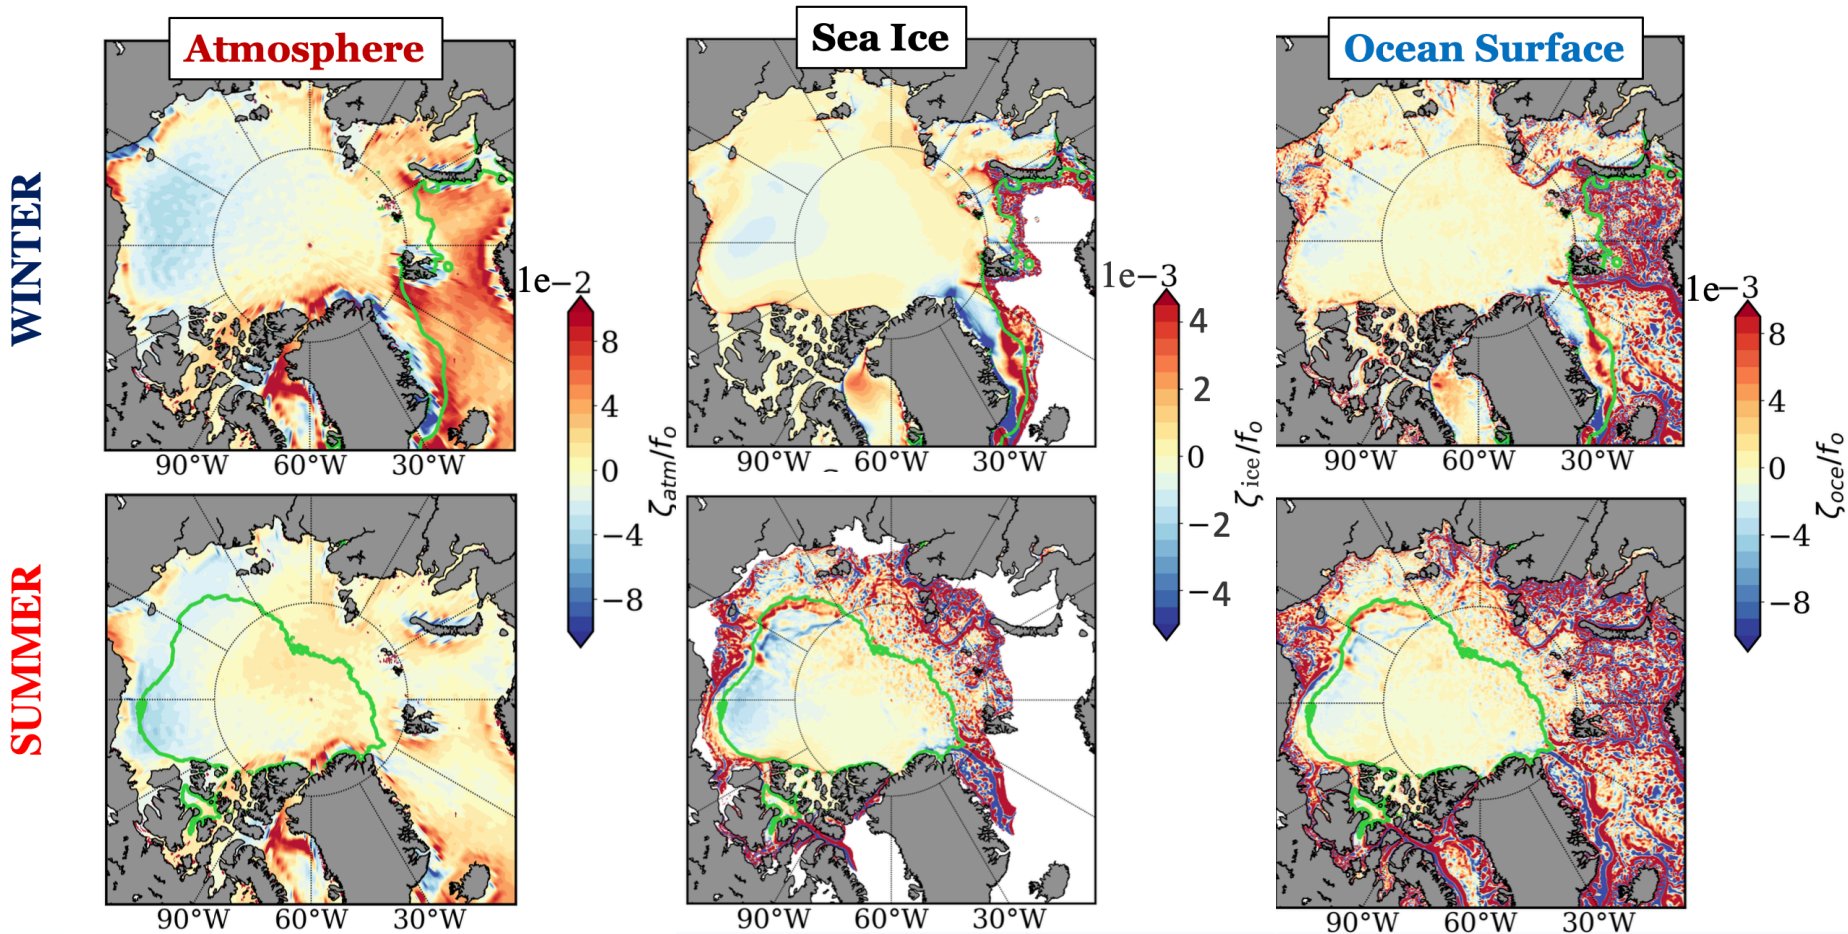 Atmosphere
Sea Ice
Ocean Surface
WINTER
1e−2
8
4
0
−4
−8
ζatm/fo
1e−3
4
2
0
−2
−4
ζice/fo
1e−3
8
4
0
−4
−8
ζoce/fo
90°W 60°W 30°W
90°W 60°W 30°W
90°W 60°W 30°W
SUMMER
90°W 60°W 30°W
90°W 60°W 30°W
90°W 60°W 30°W